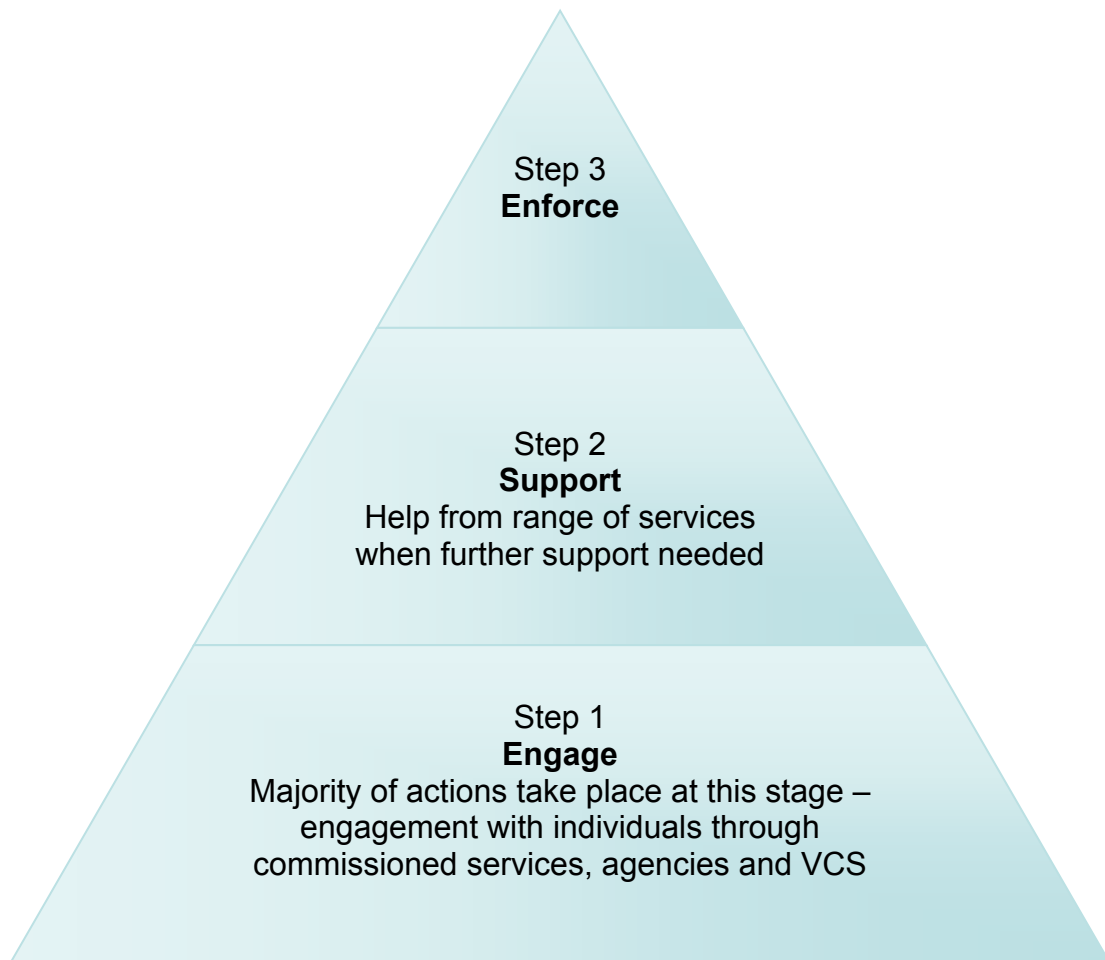 Step 3
Enforce
Step 2
Support
Help from range of services
when further support needed
Step 1
Engage
Majority of actions take place at this stage –
engagement with individuals through
commissioned services, agencies and VCS